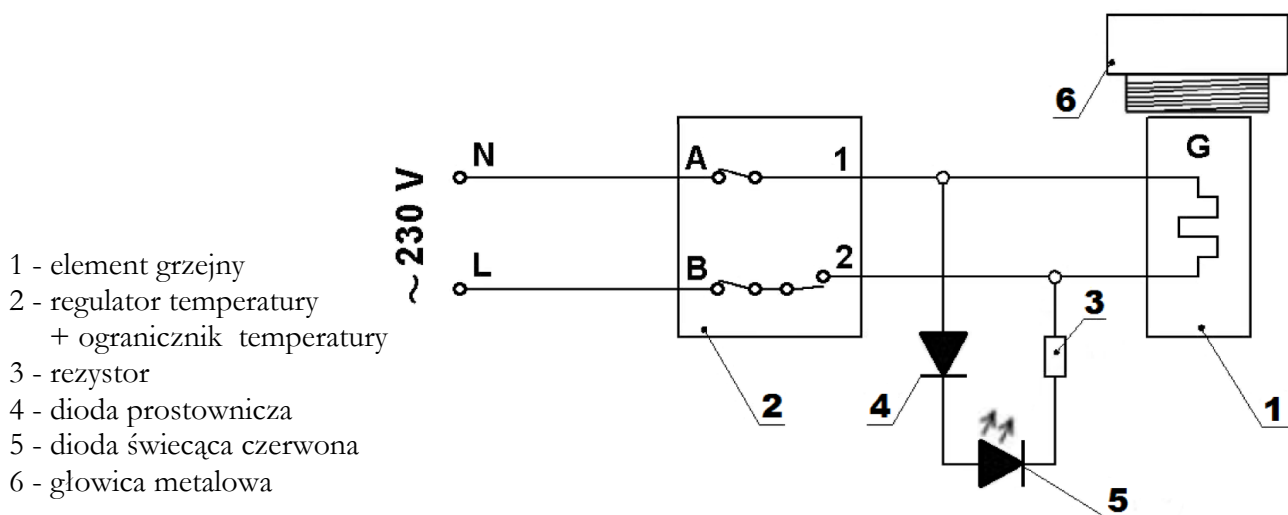 1 - element grzejny
2 - regulator temperatury
+ ogranicznik temperatury
3 - rezystor
4 - dioda prostownicza
5 - dioda świecąca czerwona
6 - głowica metalowa
~230 V
N
L
A
1
B
2
2
4
5
3
6
G
1